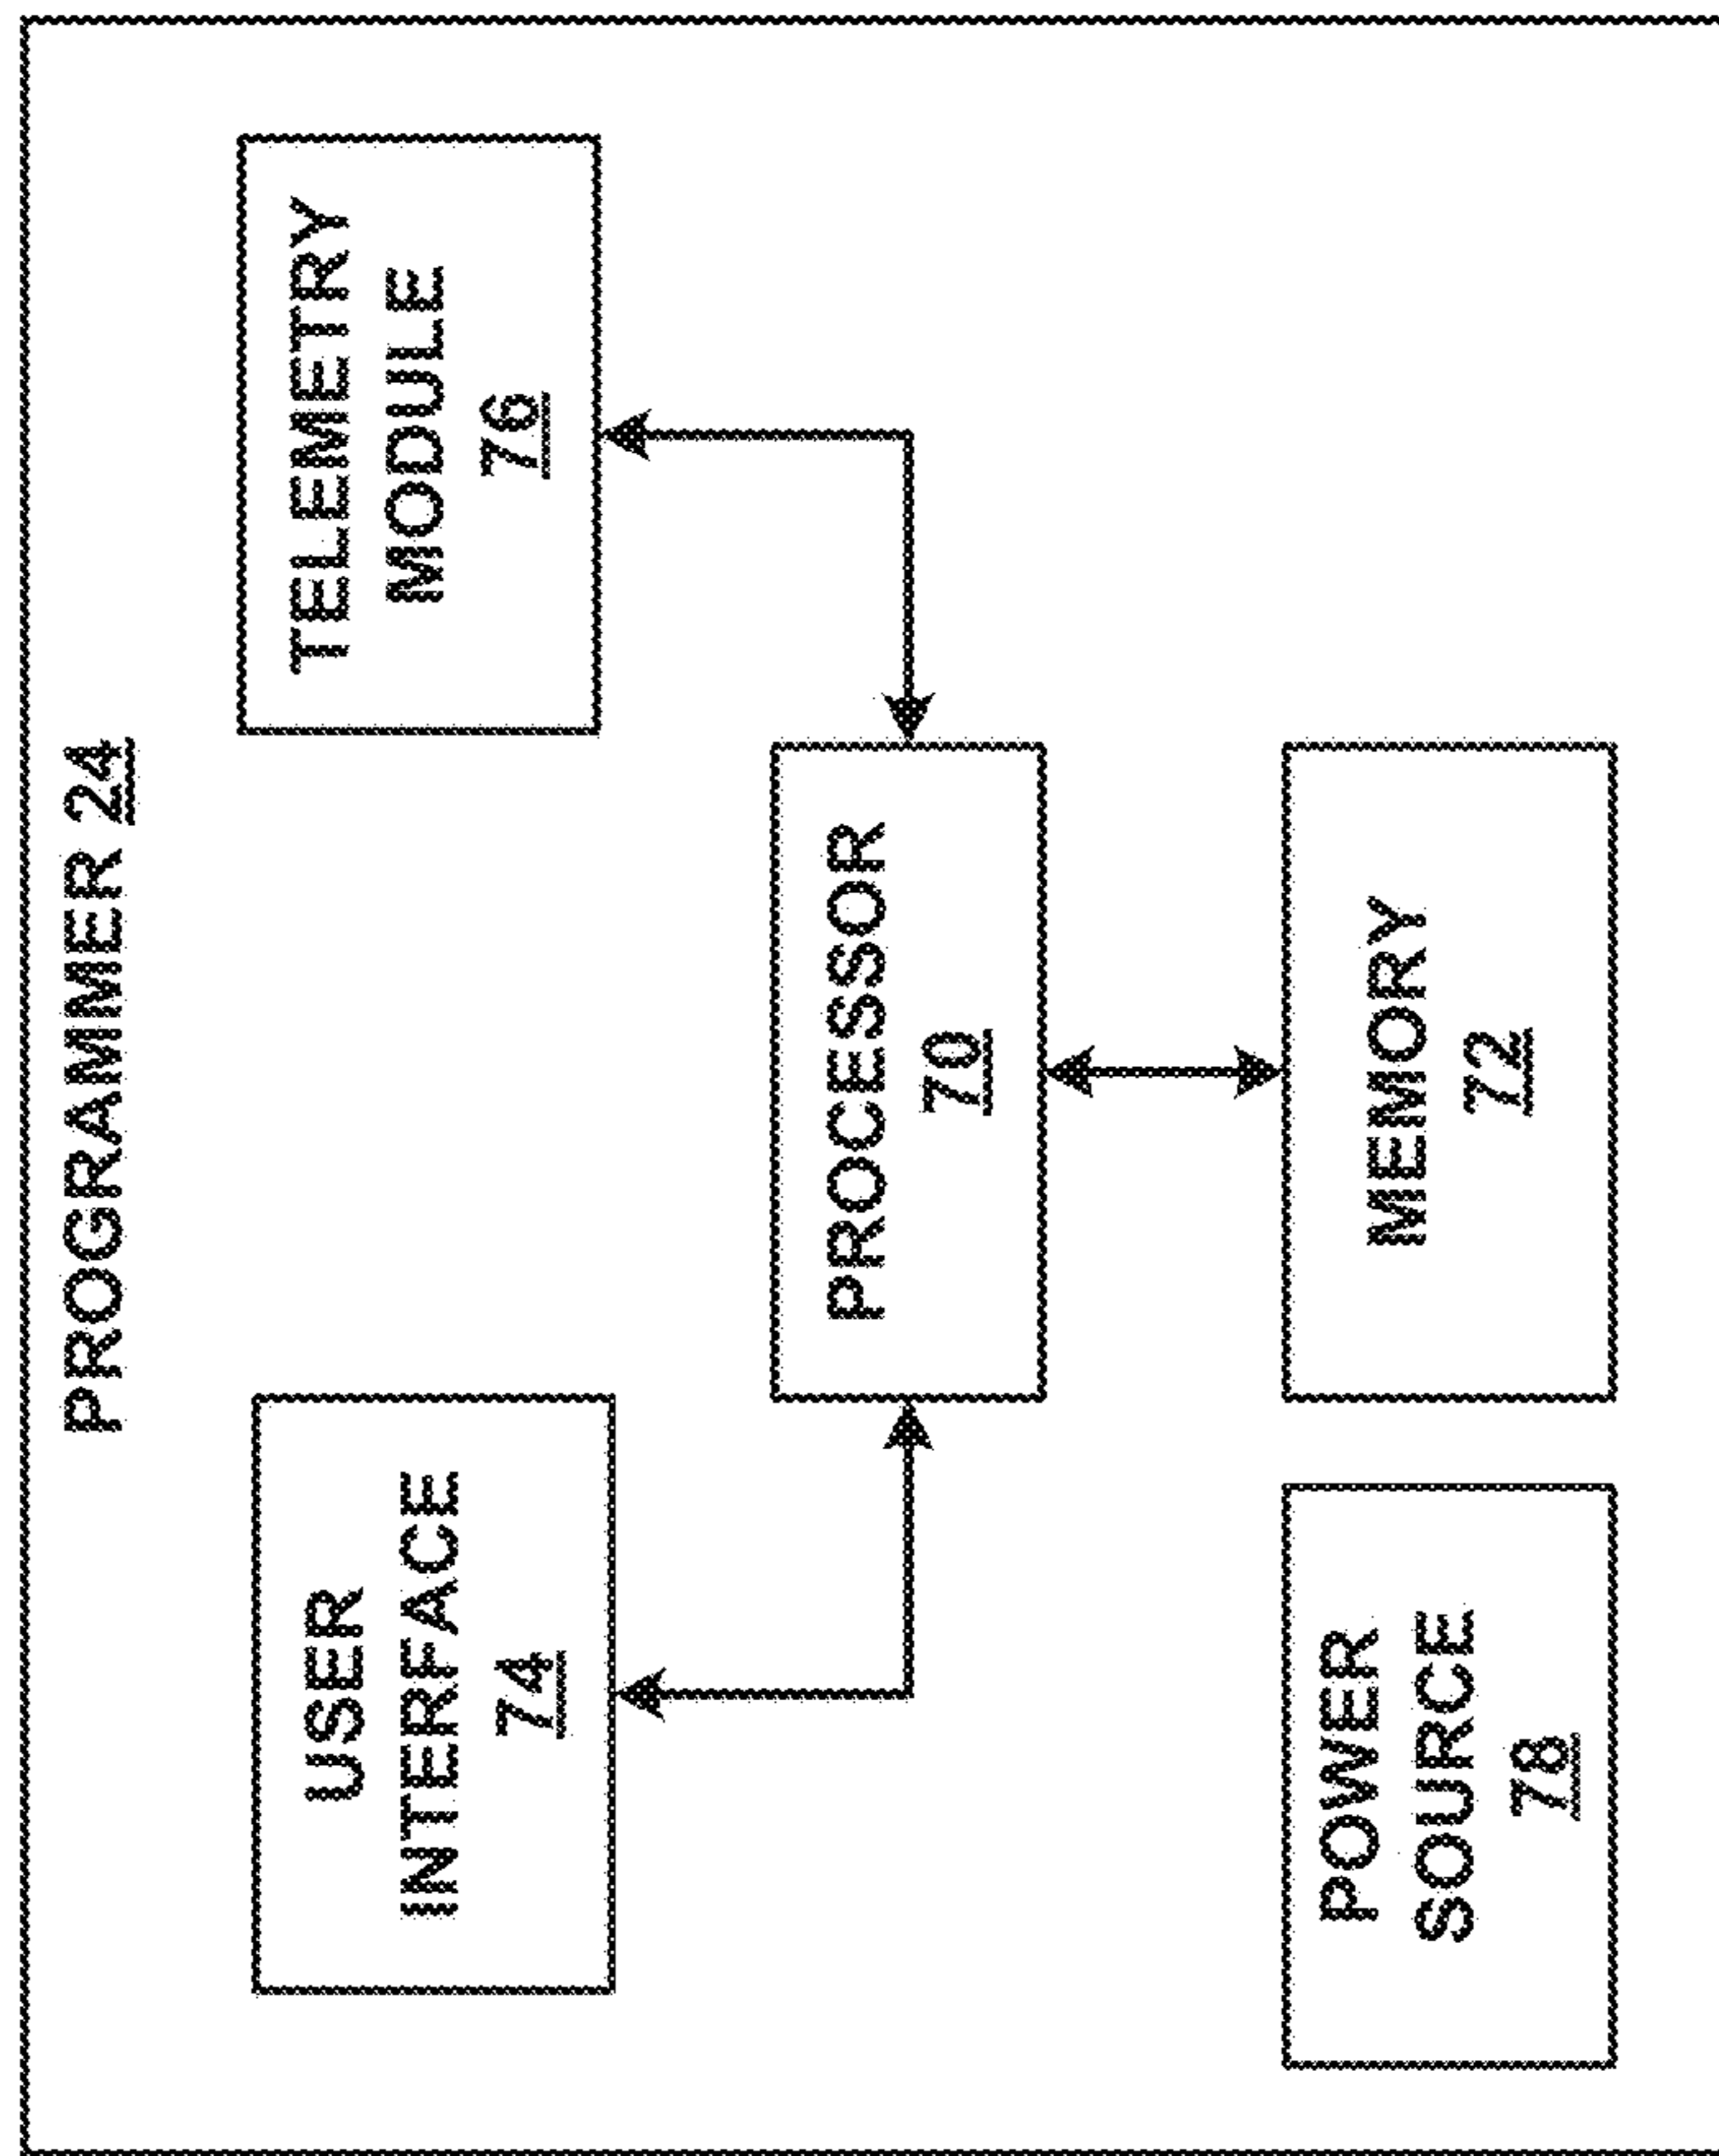 PROGRAMMER 24
USER
INTERFACE
74
TELEMETRY
MODULE
76
PROCESSOR
70
POWER
SOURCE
78
MEMORY
72